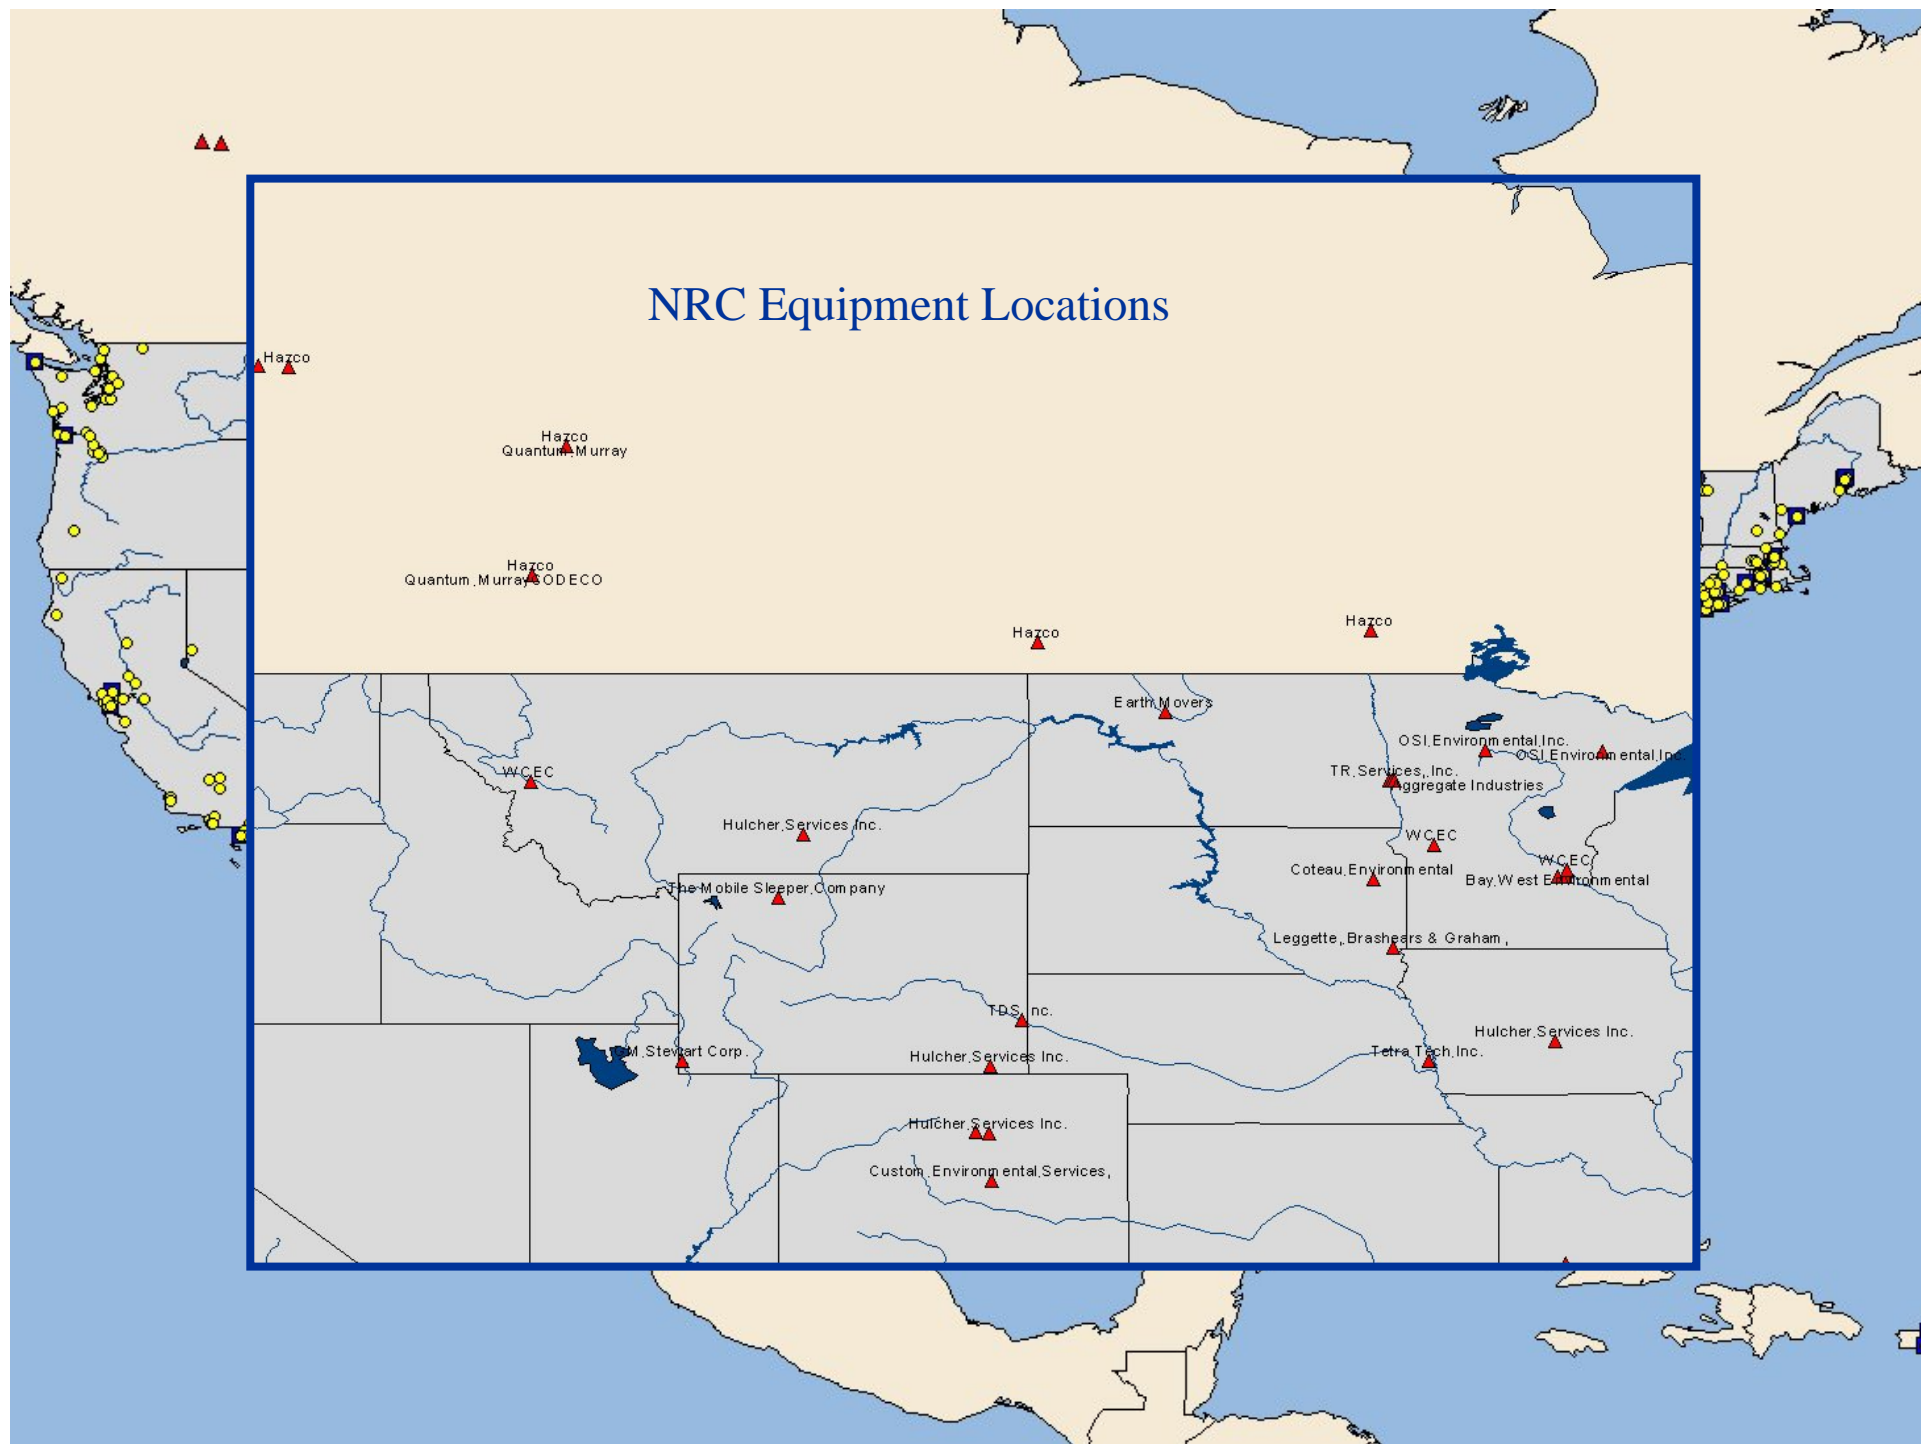 NRC Equipment Locations
Hazco
Hazco
Quantum Murray
Hazco
Quantum Murray SODECO
Hazco
Hazco
Earth Movers
OSI Environmental Inc.
OSI Environmental Inc.
TR Services, Inc.
Aggregate Industries
WCEC
Hulcher Services Inc.
WCEC
WCEC
Coteau Environmental
Bay West Environmental
The Mobile Sleeper Company
Leggette, Brashears & Graham,
TDS Inc.
Hulcher Services Inc.
GM Stewart Corp.
Hulcher Services Inc.
Tetra Tech, Inc.
Hulcher Services Inc.
Custom Environmental Services,